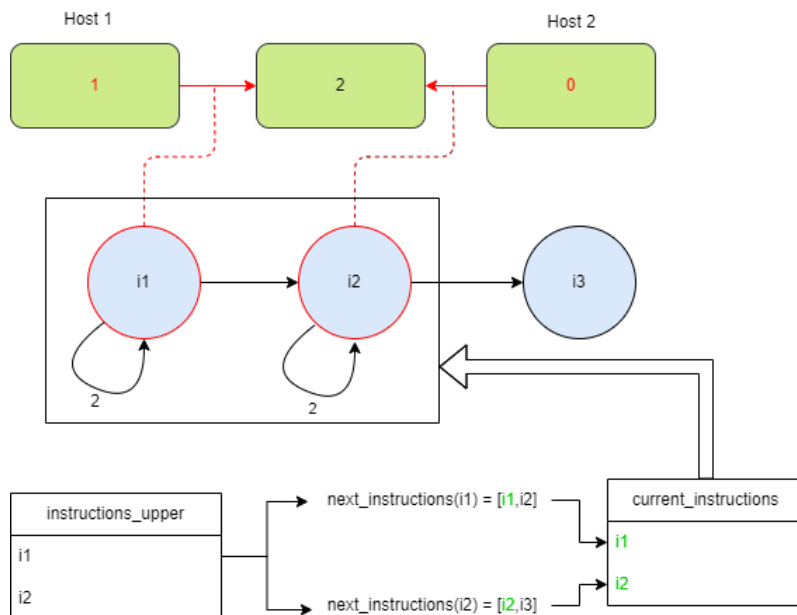 Host 1
Host 2
1
2
0
i1
i2
i3
2
2
instructions_upper
i1
i2
next_instructions(i1) = [i1,i2]
next_instructions(i2) = [i2,i3]
current_instructions
i1
i2